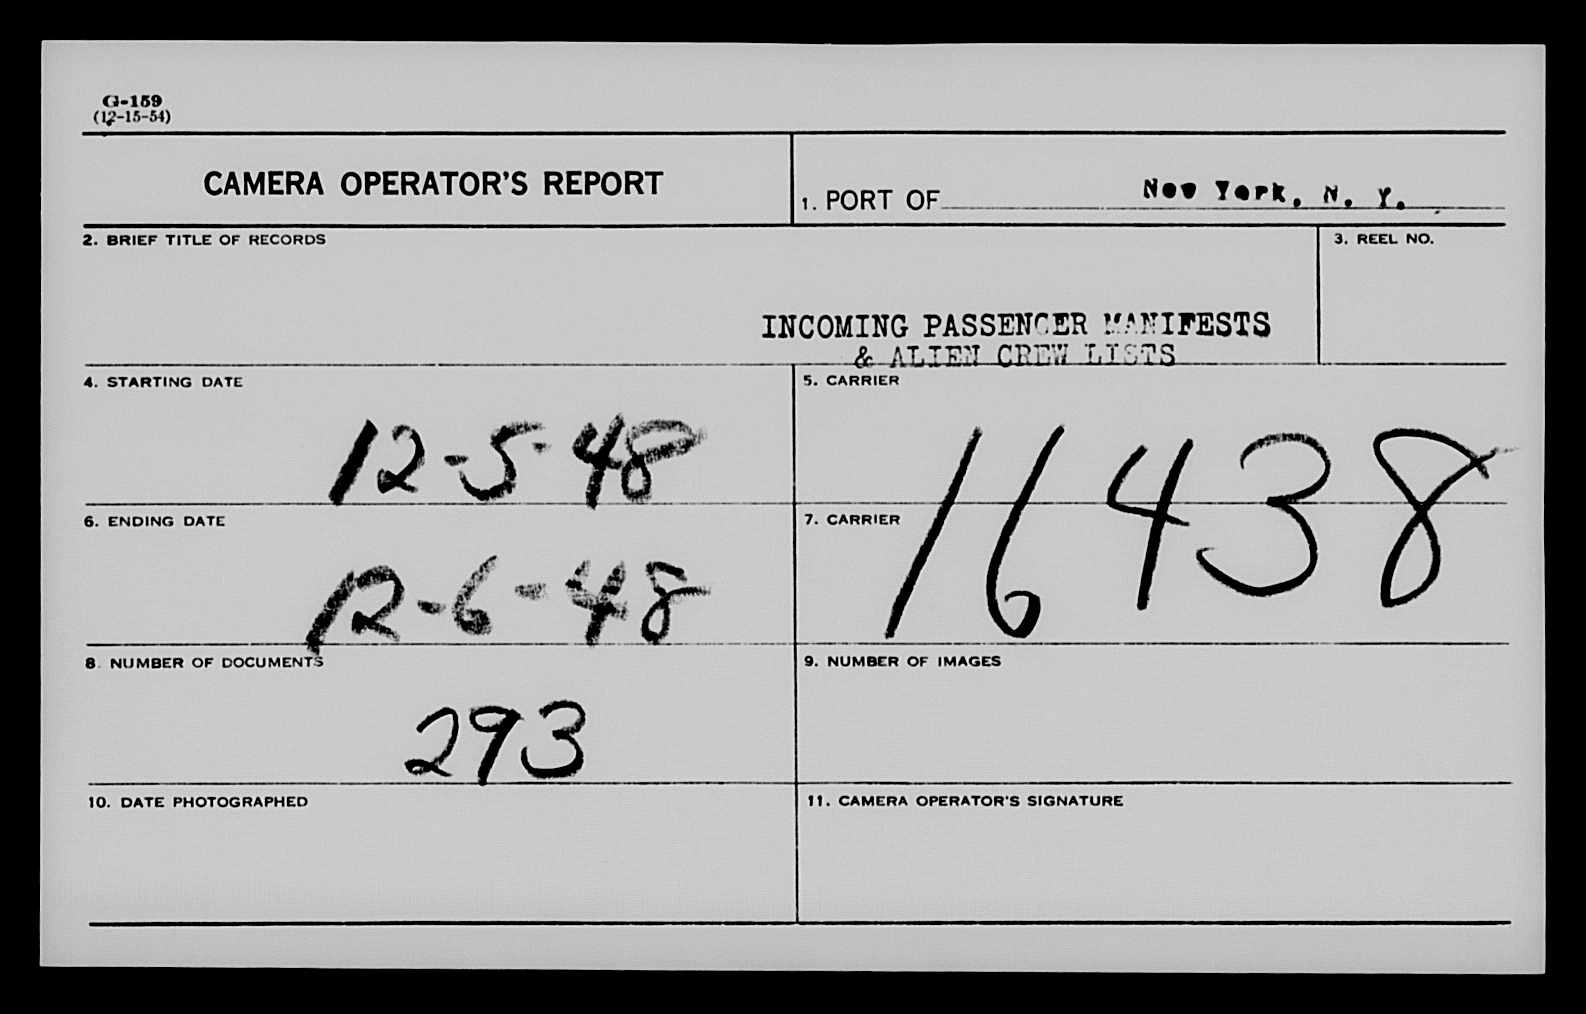 G-159
(12-15-54)
CAMERA OPERATOR'S REPORT
1. PORT OF New York, N. Y.
2. BRIEF TITLE OF RECORDS
3. REEL NO.
INCOMING PASSENGER MANIFESTS
& ALIEN CREW LISTS
4. STARTING DATE
12-5-48
5. CARRIER
16438
6. ENDING DATE
12-6-48
7. CARRIER
8. NUMBER OF DOCUMENTS
293
9. NUMBER OF IMAGES
10. DATE PHOTOGRAPHED
11. CAMERA OPERATOR'S SIGNATURE